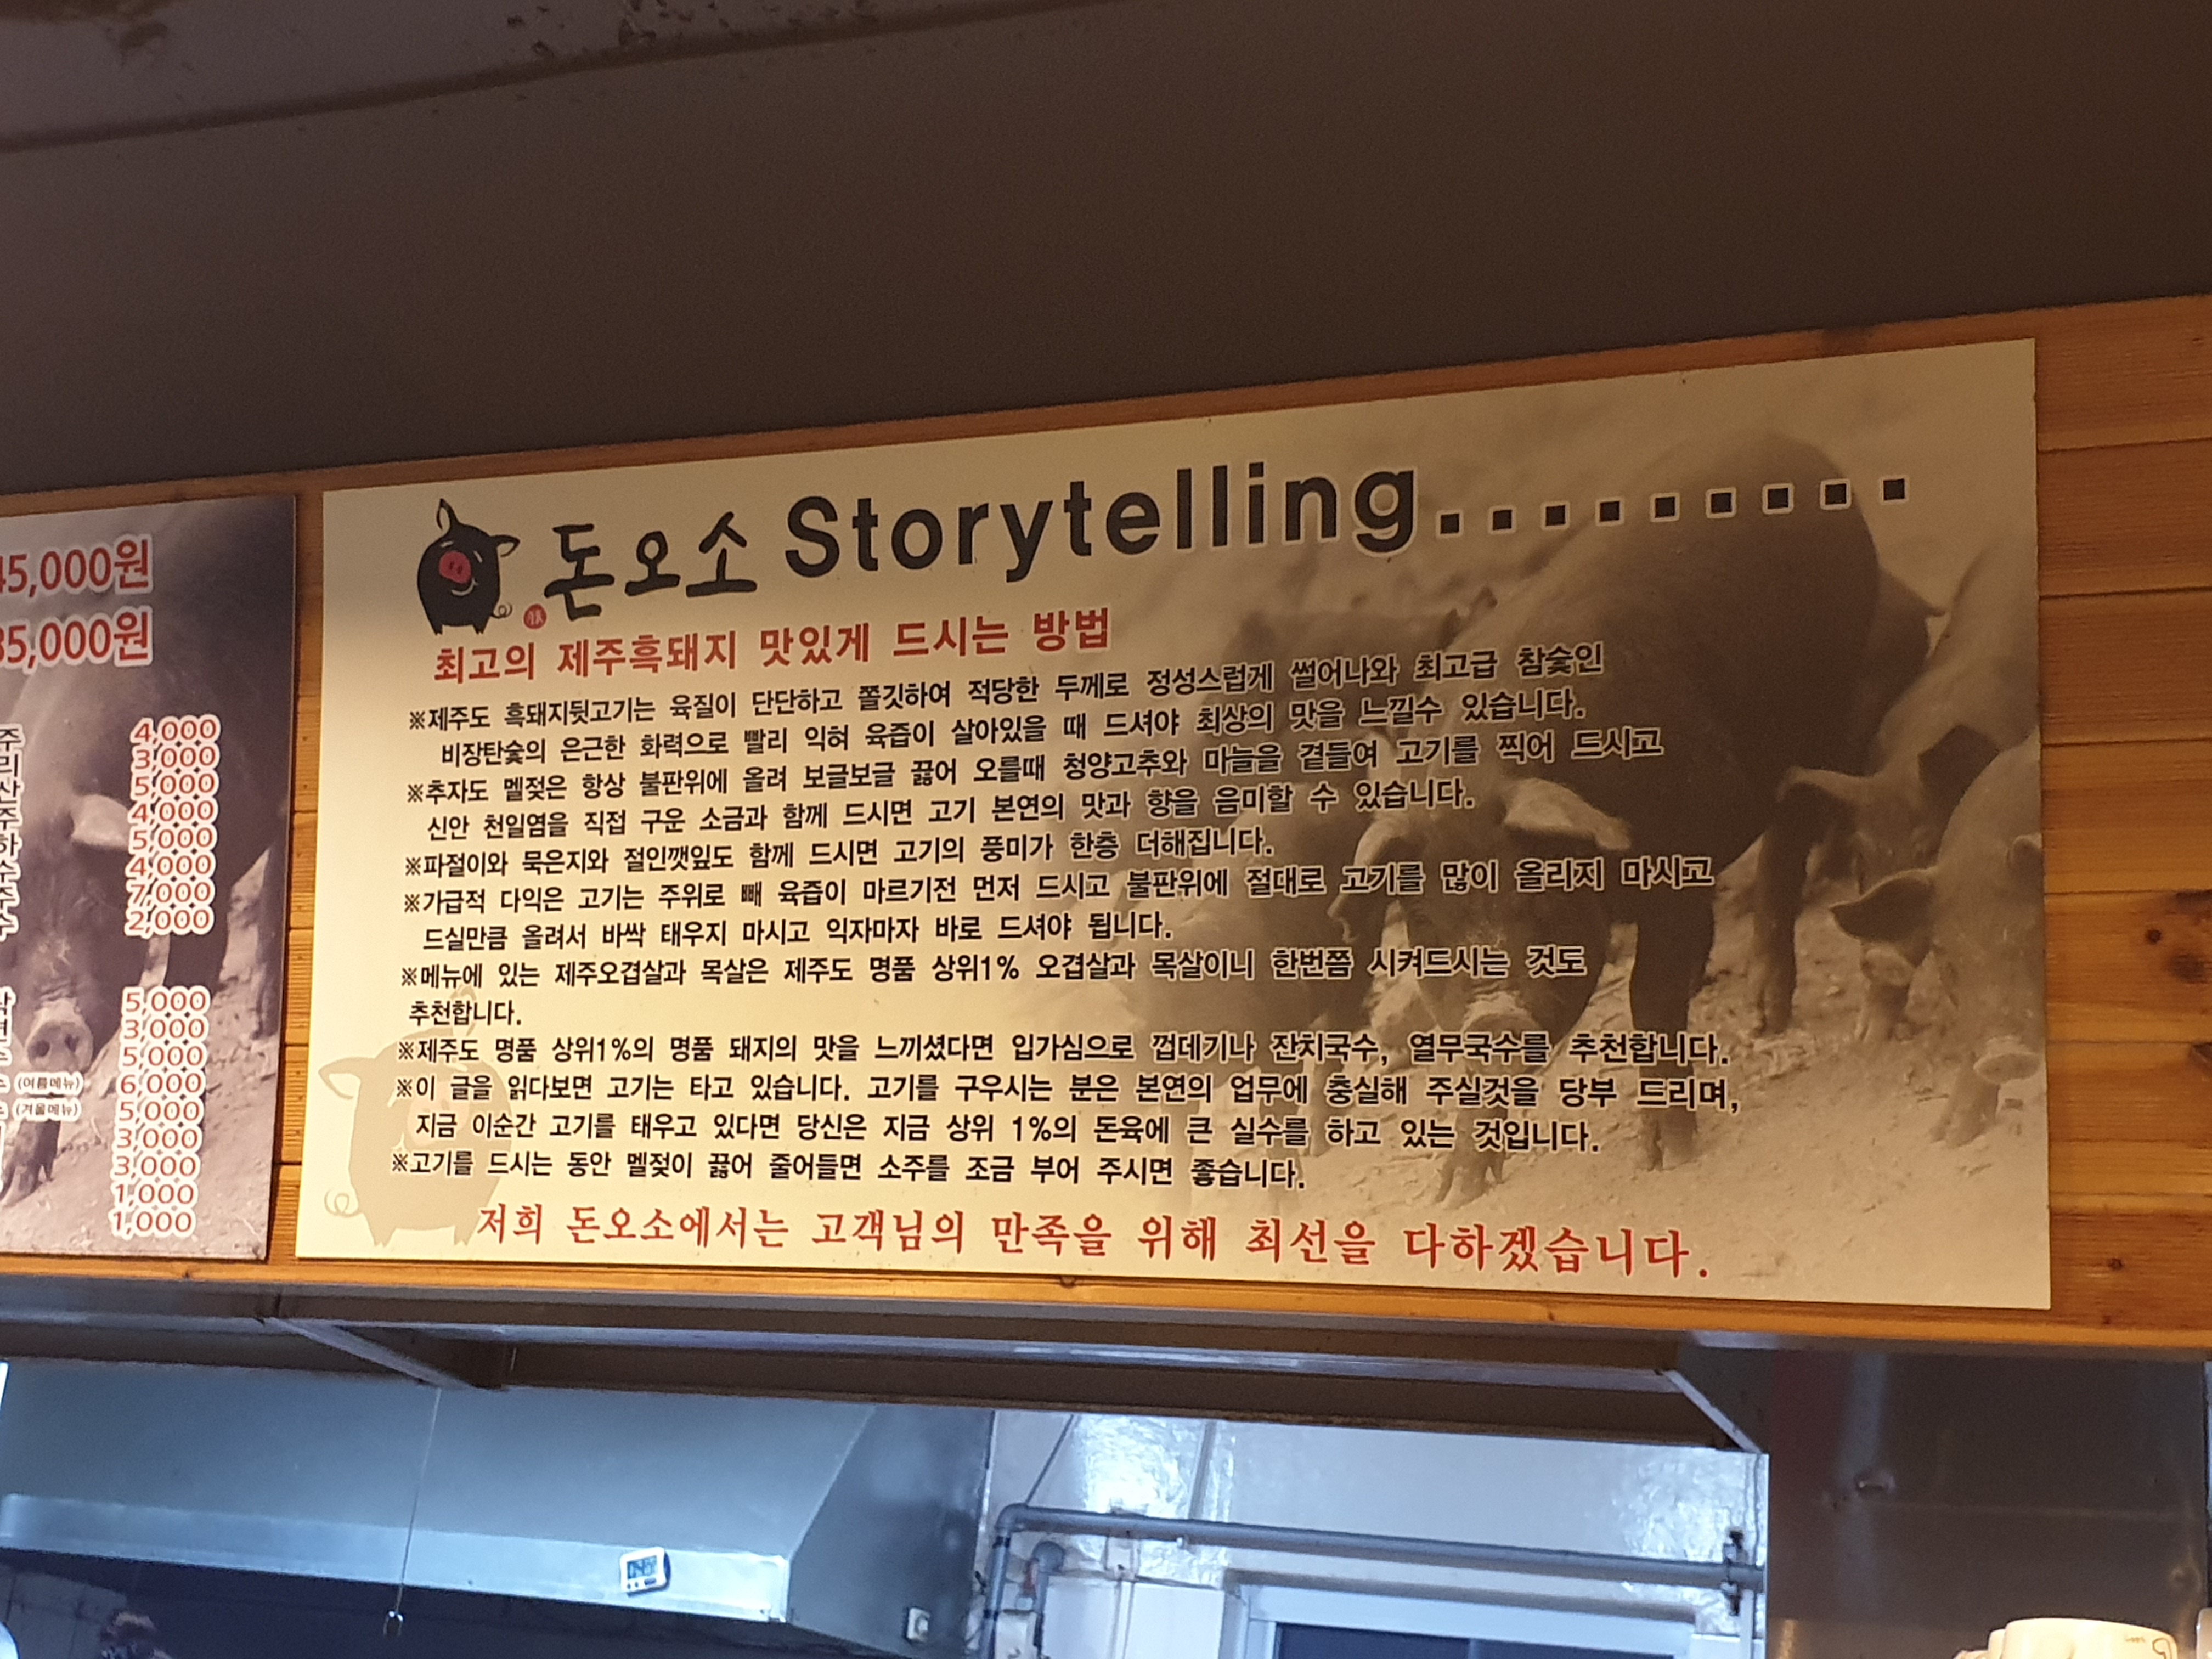 돈오소 Storytelling.........
최고의 제주흑돼지 맛있게 드시는 방법
※제주도 흑돼지뒷고기는 육질이 단단하고 쫄깃하여 적당한 두께로 정성스럽게 썰어나와 최고급 참숯인
비장탄숯의 은근한 화력으로 빨리 익혀 육즙이 살아있을 때 드셔야 최상의 맛을 느낄수 있습니다.
※추자도 멜젖은 항상 불판위에 올려 보글보글 끓어 오를때 청양고추와 마늘을 곁들여 고기를 찍어 드시고
신안 천일염을 직접 구운 소금과 함께 드시면 고기 본연의 맛과 향을 음미할 수 있습니다.
※파절이와 묵은지와 절인깻잎도 함께 드시면 고기의 풍미가 한층 더해집니다.
※가급적 다익은 고기는 주위로 빼 육즙이 마르기전 먼저 드시고 불판위에 절대로 고기를 많이 올리지 마시고
드실만큼 올려서 바싹 태우지 마시고 익자마자 바로 드셔야 됩니다.
※메뉴에 있는 제주오겹살과 목살은 제주도 명품 상위1% 오겹살과 목살이니 한번쯤 시켜드시는 것도
추천합니다.
※제주도 명품 상위1%의 명품 돼지의 맛을 느끼셨다면 입가심으로 껍데기나 잔치국수, 열무국수를 추천합니다.
※이 글을 읽다보면 고기는 타고 있습니다. 고기를 구우시는 분은 본연의 업무에 충실해 주실것을 당부 드리며,
지금 이순간 고기를 태우고 있다면 당신은 지금 상위 1%의 돈육에 큰 실수를 하고 있는 것입니다.
※고기를 드시는 동안 멜젖이 끓어 줄어들면 소주를 조금 부어 주시면 좋습니다.
저희 돈오소에서는 고객님의 만족을 위해 최선을 다하겠습니다.
5,000원
5,000원
주 4,000
리 3,000
산 5,000
주 4,000
하 5,000
수 4,000
주 7,000
수 2,000
5,000
3,000
5,000
(여름메뉴) 6,000
(겨울메뉴) 5,000
3,000
3,000
1,000
1,000